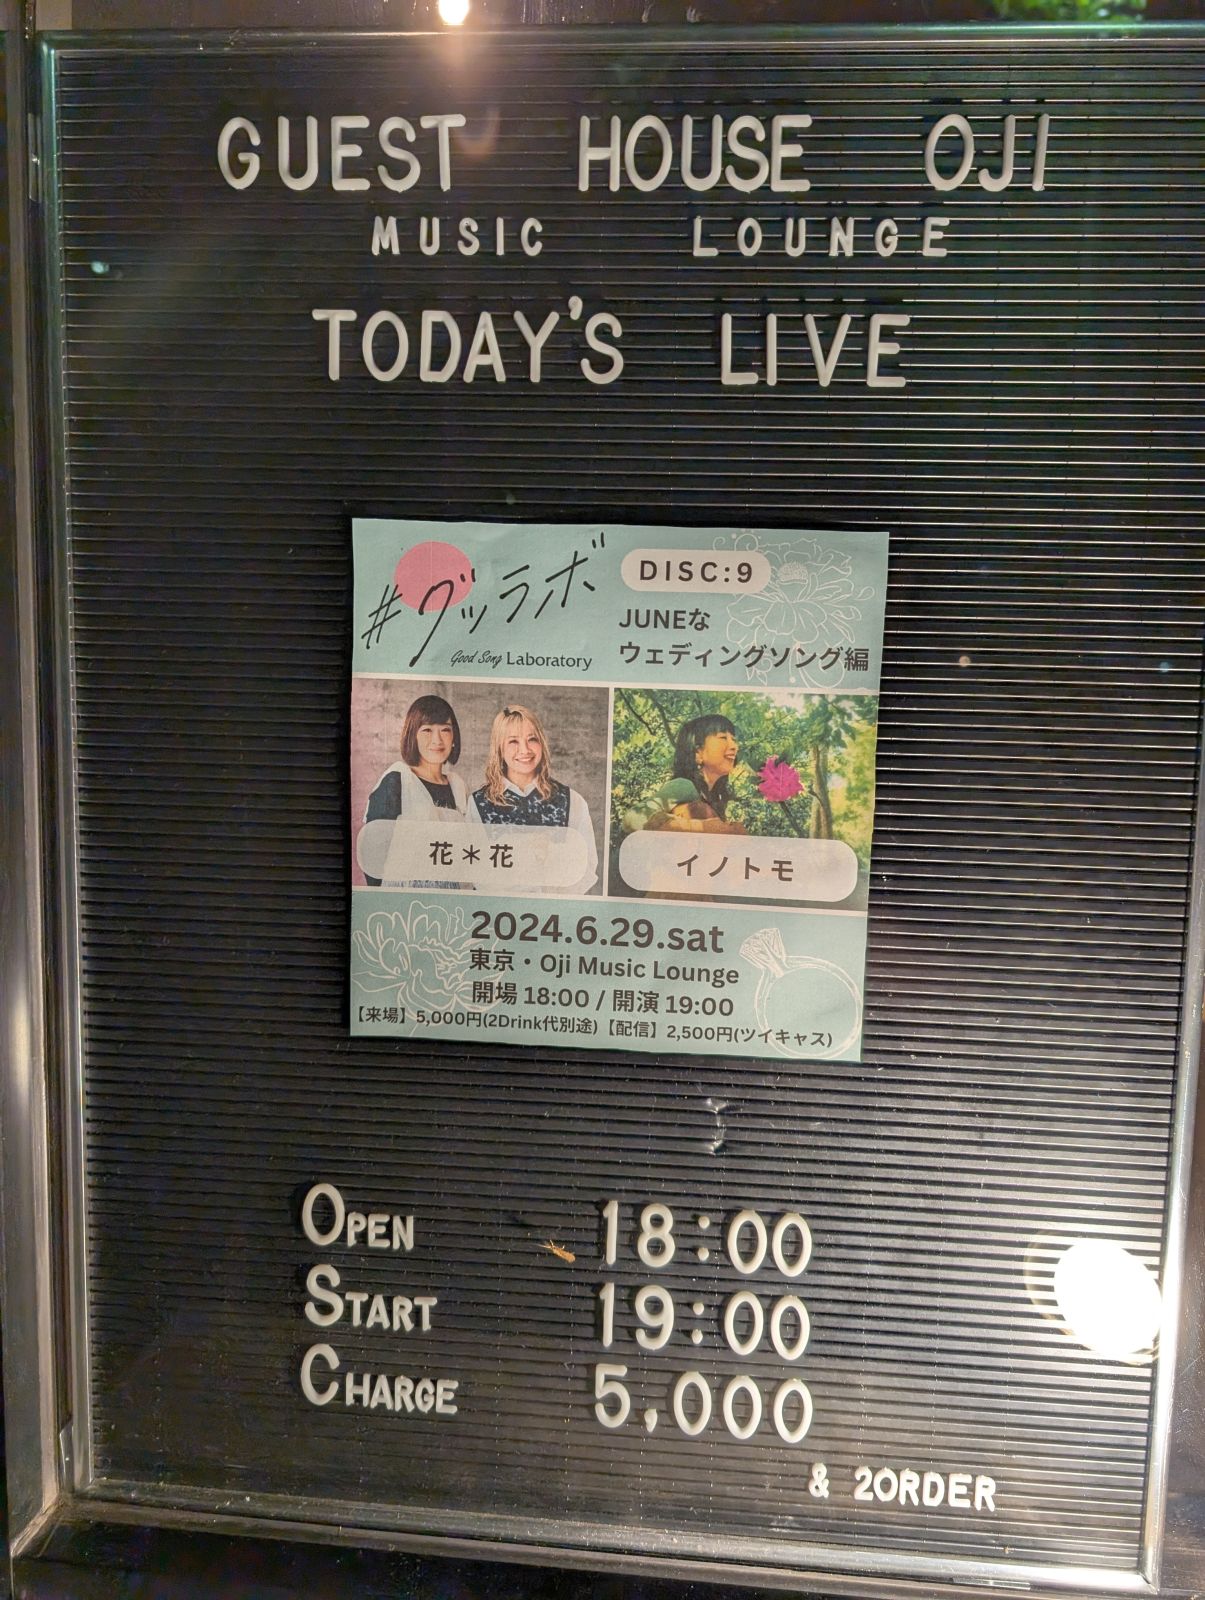 GUEST HOUSE OJI
MUSIC LOUNGE
TODAY'S LIVE
#グッラボ
Good Song Laboratory
DISC:9
JUNEな
ウェディングソング編
花＊花
イノトモ
2024.6.29.sat
東京・Oji Music Lounge
開場 18:00 / 開演 19:00
【来場】5,000円(2Drink代別途)【配信】2,500円(ツイキャス)
OPEN 18:00
START 19:00
CHARGE 5,000
& 2ORDER